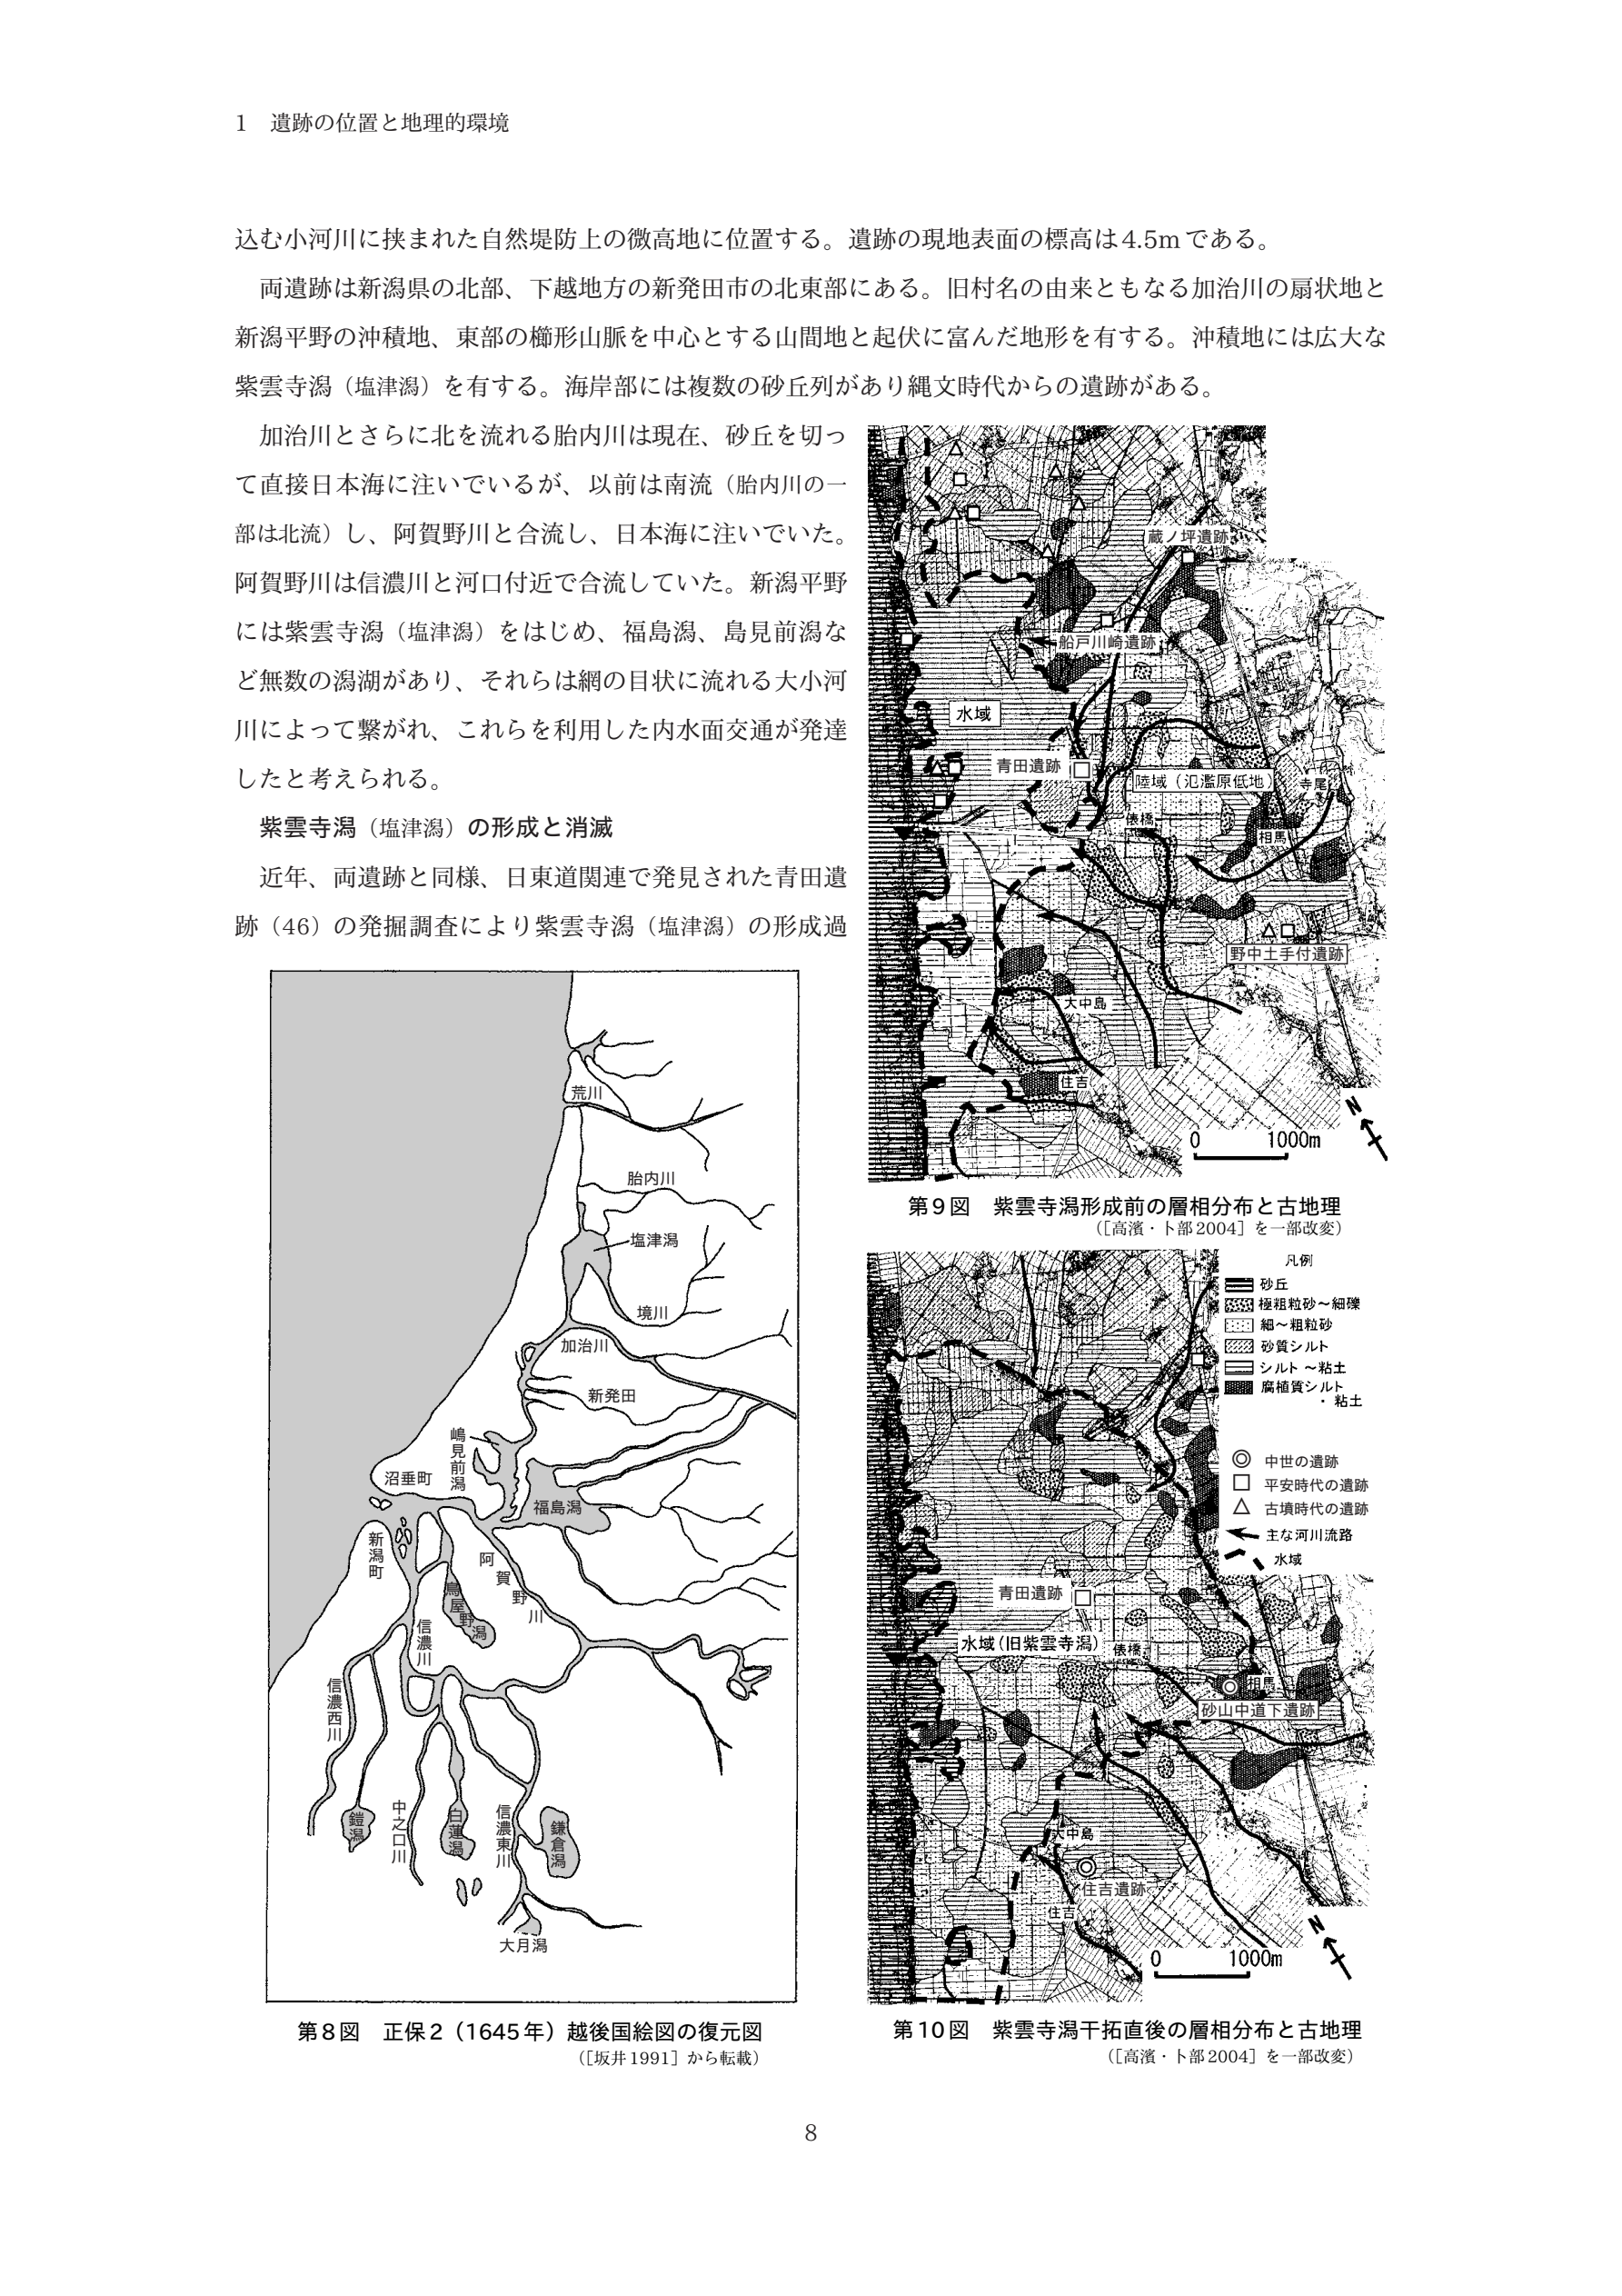 1　遺跡の位置と地理的環境
込む小河川に挟まれた自然堤防上の微高地に位置する。遺跡の現地表面の標高は4.5mである。
両遺跡は新潟県の北部、下越地方の新発田市の北東部にある。旧村名の由来ともなる加治川の扇状地と
新潟平野の沖積地、東部の櫛形山脈を中心とする山間地と起伏に富んだ地形を有する。沖積地には広大な
紫雲寺潟（塩津潟）を有する。海岸部には複数の砂丘列があり縄文時代からの遺跡がある。
加治川とさらに北を流れる胎内川は現在、砂丘を切っ
て直接日本海に注いでいるが、以前は南流（胎内川の一
部は北流）し、阿賀野川と合流し、日本海に注いでいた。
阿賀野川は信濃川と河口付近で合流していた。新潟平野
には紫雲寺潟（塩津潟）をはじめ、福島潟、島見前潟な
ど無数の潟湖があり、それらは網の目状に流れる大小河
川によって繋がれ、これらを利用した内水面交通が発達
したと考えられる。
紫雲寺潟（塩津潟）の形成と消滅
近年、両遺跡と同様、日東道関連で発見された青田遺
跡（46）の発掘調査により紫雲寺潟（塩津潟）の形成過
荒川
胎内川
塩津潟
境川
加治川
新発田
嶋見前潟
沼垂町
福島潟
新潟町
阿賀野川
鳥屋野潟
信濃川
信濃西川
鎧潟
中之口川
白蓮潟
信濃東川
鎌倉潟
大月潟
第8図　正保2（1645年）越後国絵図の復元図
（［坂井1991］から転載）
蔵ノ坪遺跡
船戸川崎遺跡
水域
青田遺跡
陸域（氾濫原低地）
寺尾
俵橋
相馬
野中土手付遺跡
大中島
住吉
N
0　1000m
第9図　紫雲寺潟形成前の層相分布と古地理
（［高濱・卜部2004］を一部改変）
凡例
砂丘
極粗粒砂～細礫
細～粗粒砂
砂質シルト
シルト～粘土
腐植質シルト
・粘土
中世の遺跡
平安時代の遺跡
古墳時代の遺跡
主な河川流路
水域
青田遺跡
水域(旧紫雲寺潟)
俵橋
相馬
砂山中道下遺跡
大中島
住吉遺跡
住吉
N
0　1000m
第10図　紫雲寺潟干拓直後の層相分布と古地理
（［高濱・卜部2004］を一部改変）
8